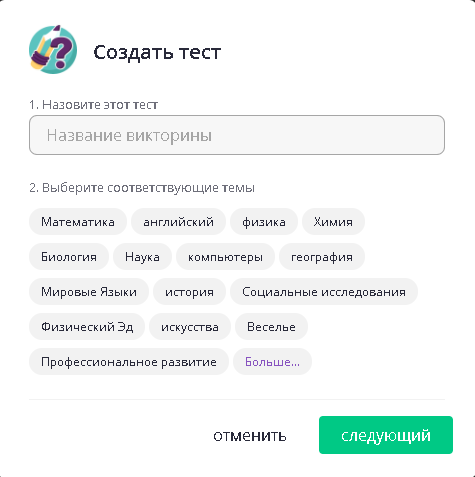 Создать тест
1. Назовите этот тест
Название викторины
2. Выберите соответствующие темы
Математика английский физика Химия
Биология Наука компьютеры география
Мировые Языки история Социальные исследования
Физический Эд искусства Веселье
Профессиональное развитие Больше...
отменить следующий